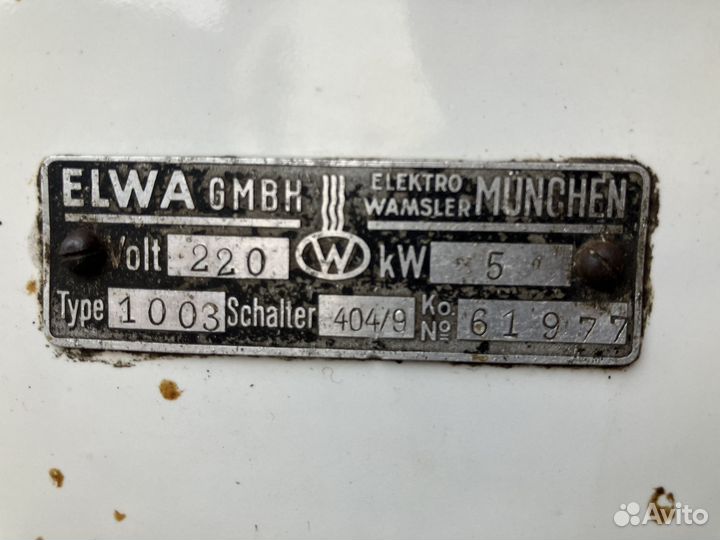 ELWA GMBH ELEKTRO WAMSLER MÜNCHEN
Volt 220 W kW 5
Type 1003 Schalter 404/9 Ko. No 61977
Avito